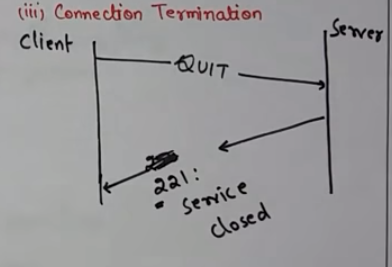 (iii) Connection Termination
Client
Server
QUIT
221:
service
closed